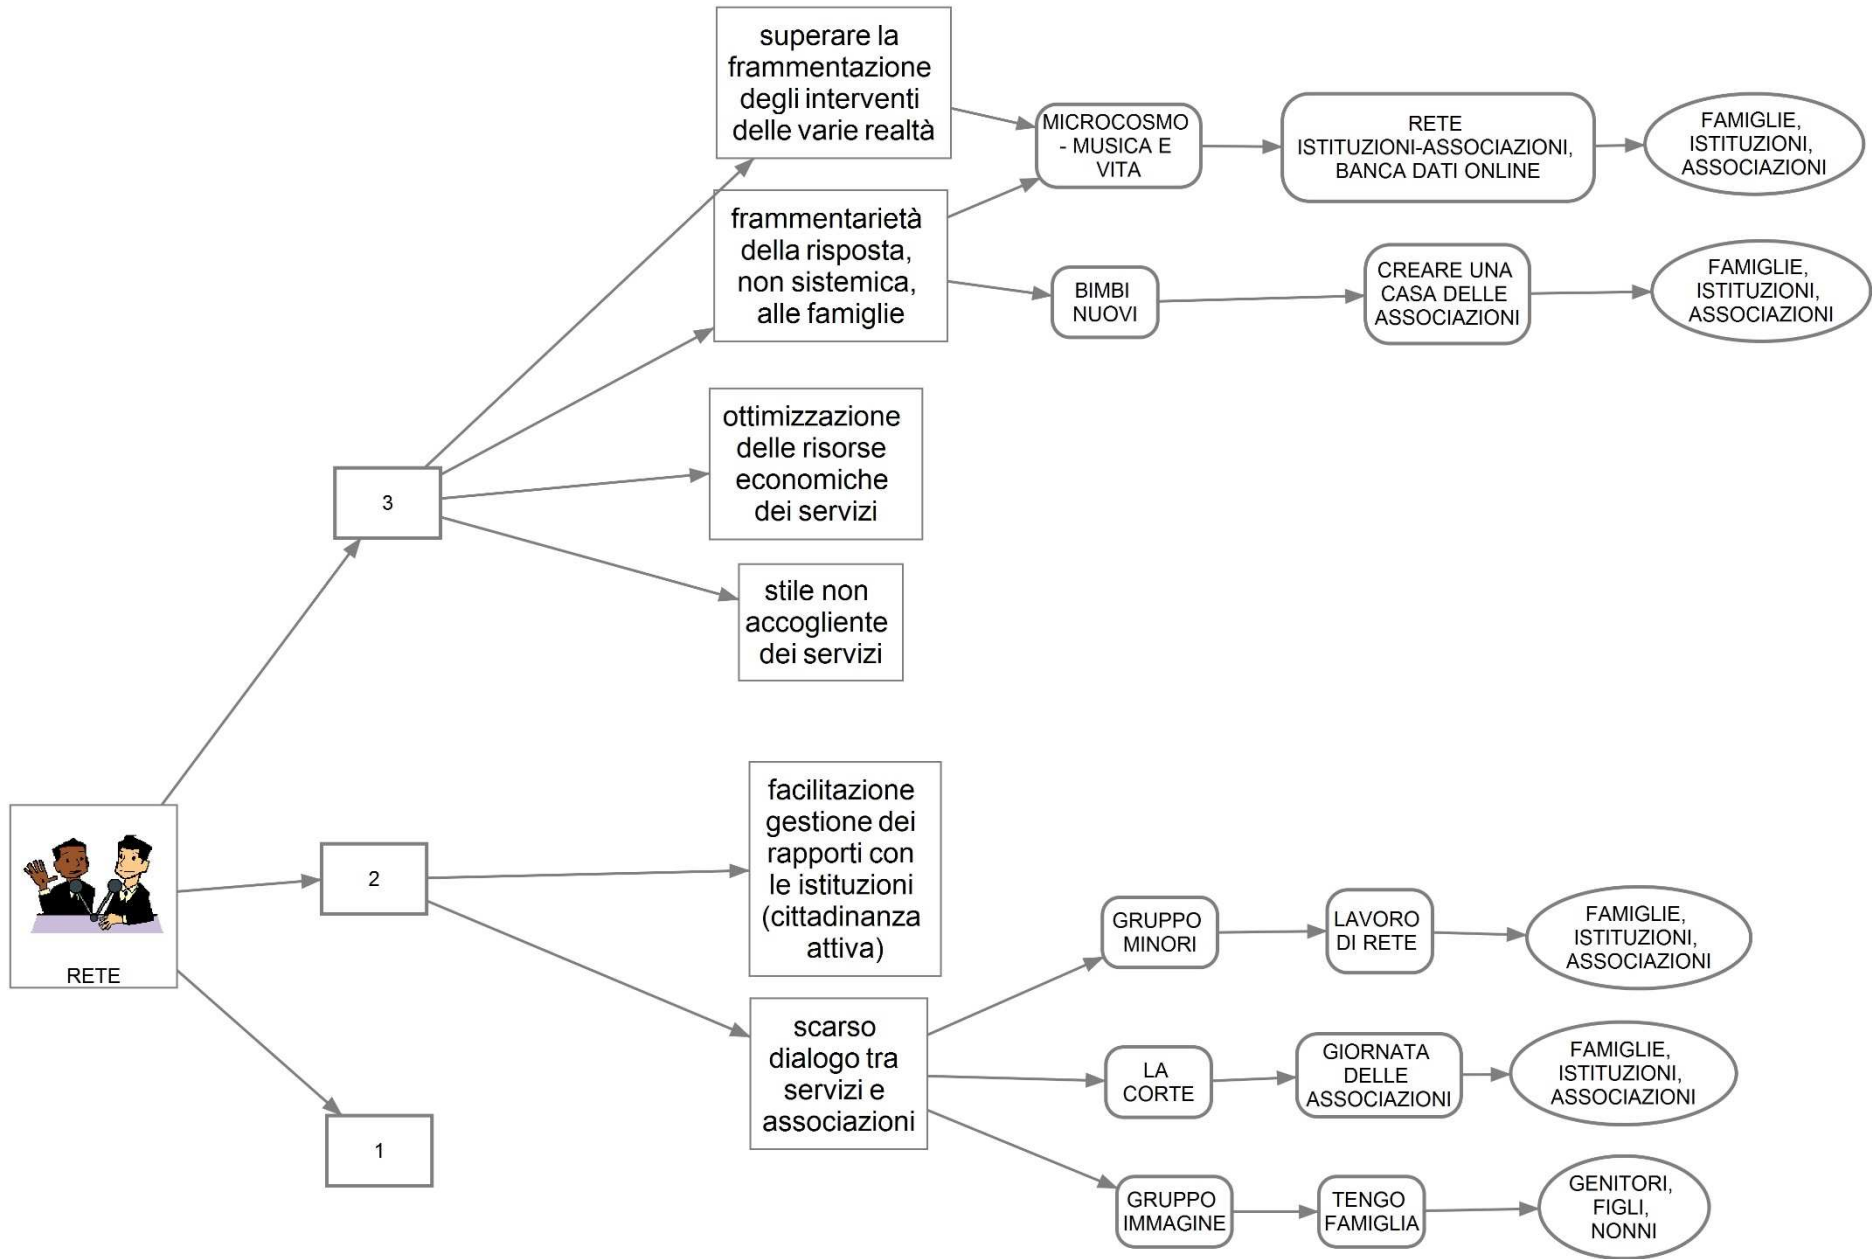 superare la
frammentazione
degli interventi
delle varie realtà
MICROCOSMO
- MUSICA E
VITA
RETE
ISTITUZIONI-ASSOCIAZIONI,
BANCA DATI ONLINE
FAMIGLIE,
ISTITUZIONI,
ASSOCIAZIONI
frammentarietà
della risposta,
non sistemica,
alle famiglie
BIMBI
NUOVI
CREARE UNA
CASA DELLE
ASSOCIAZIONI
FAMIGLIE,
ISTITUZIONI,
ASSOCIAZIONI
ottimizzazione
delle risorse
economiche
dei servizi
3
stile non
accogliente
dei servizi
facilitazione
gestione dei
rapporti con
le istituzioni
(cittadinanza
attiva)
2
RETE
GRUPPO
MINORI
LAVORO
DI RETE
FAMIGLIE,
ISTITUZIONI,
ASSOCIAZIONI
scarso
dialogo tra
servizi e
associazioni
LA
CORTE
GIORNATA
DELLE
ASSOCIAZIONI
FAMIGLIE,
ISTITUZIONI,
ASSOCIAZIONI
1
GRUPPO
IMMAGINE
TENGO
FAMIGLIA
GENITORI,
FIGLI,
NONNI